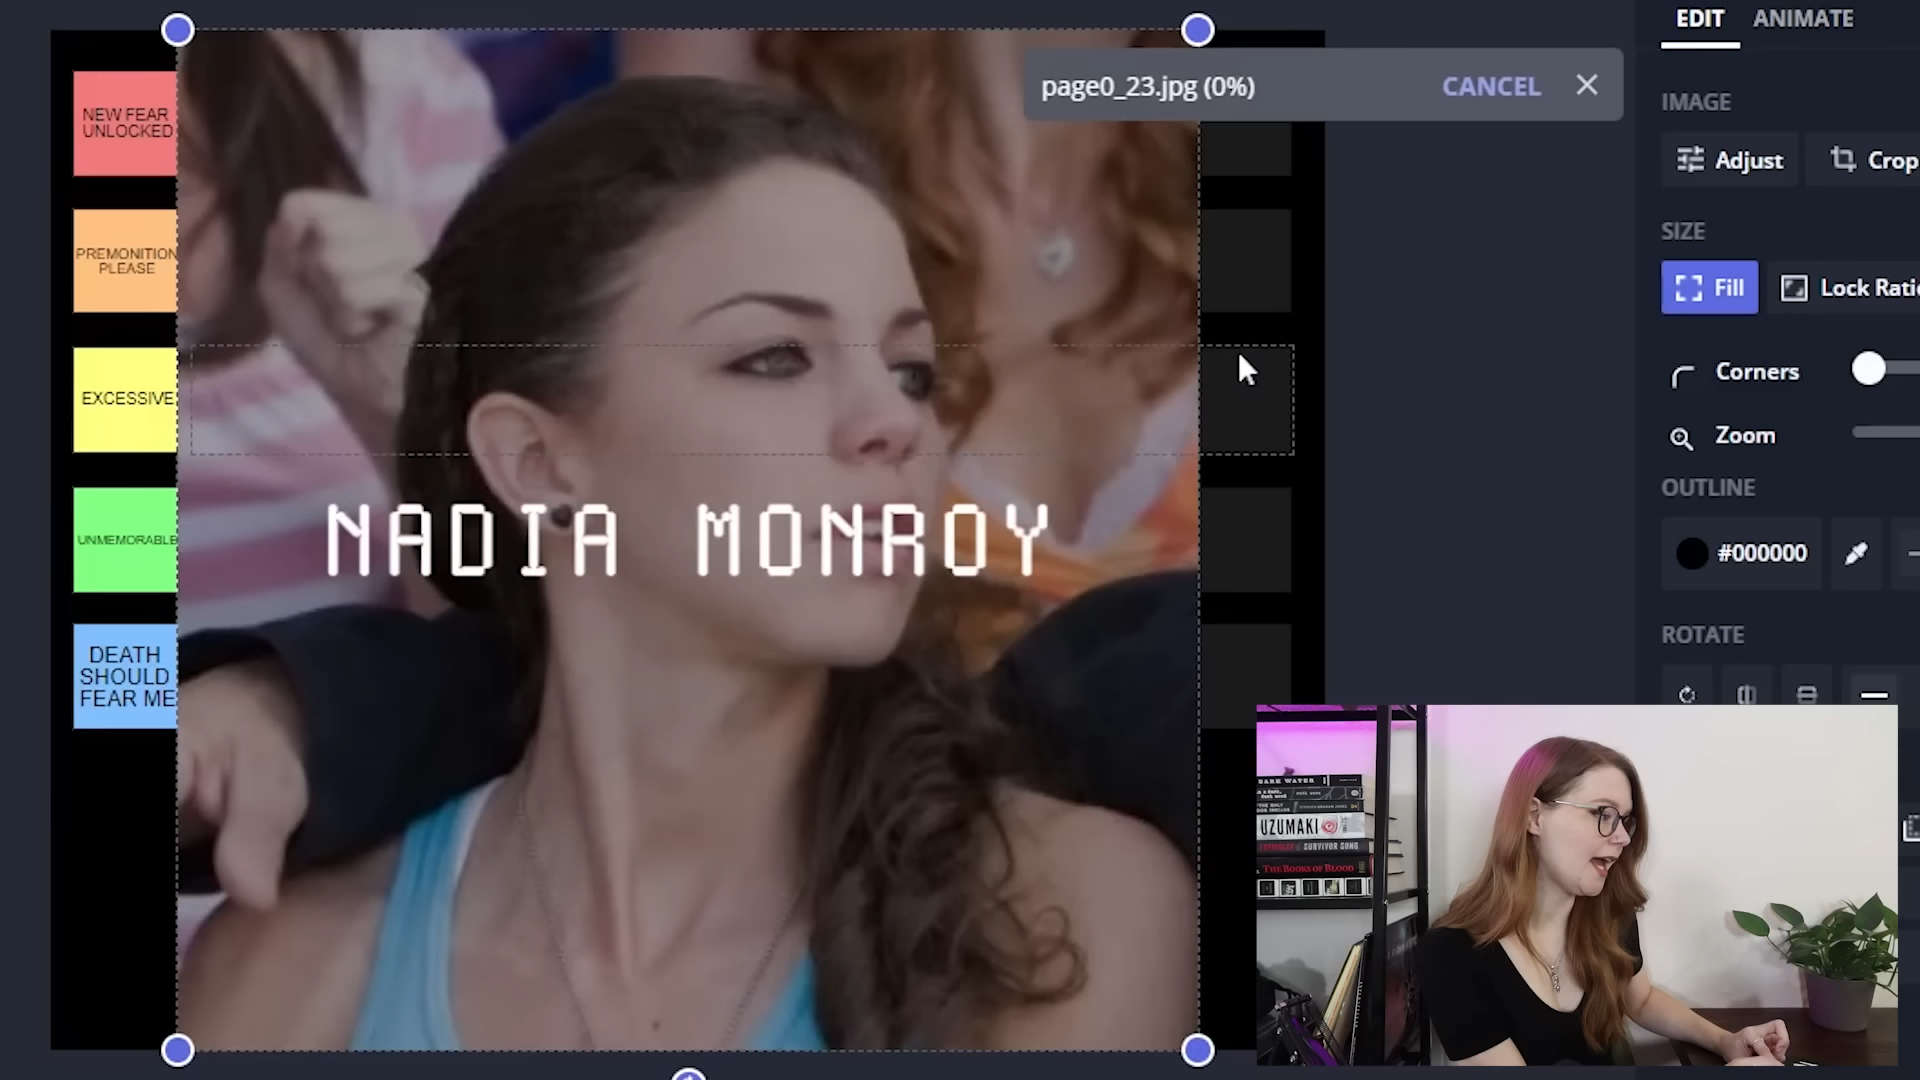 EDIT ANIMATE
page0_23.jpg (0%) CANCEL
IMAGE
Adjust Crop
SIZE
Fill Lock Ratio
Corners
Zoom
OUTLINE
#000000
ROTATE
NEW FEAR
UNLOCKED
PREMONITION
PLEASE
EXCESSIVE
UNMEMORABLE
DEATH
SHOULD
FEAR ME
NADIA MONROY
DARK WATER
UZUMAKI
SURVIVOR SONG
THE BOOKS OF BLOOD